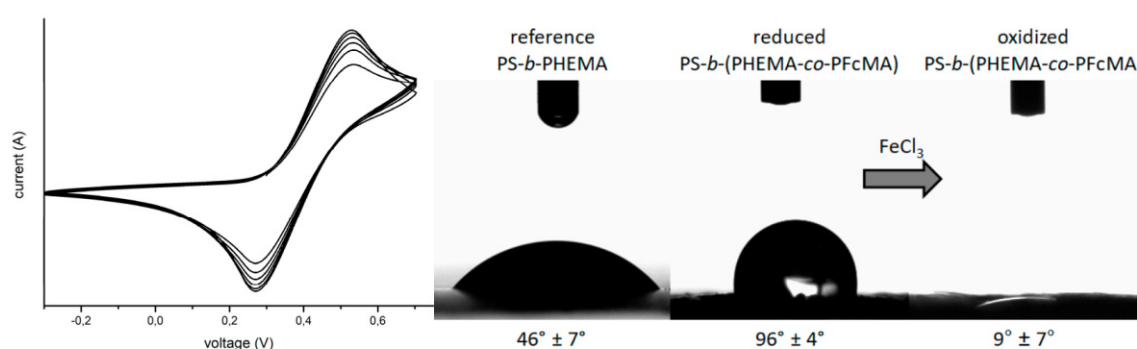 current (A)
-0,2
0,0
0,2
0,4
0,6
voltage (V)
reference
PS-b-PHEMA
reduced
PS-b-(PHEMA-co-PFcMA)
oxidized
PS-b-(PHEMA-co-PFcMA
FeCl₃
46° ± 7°
96° ± 4°
9° ± 7°